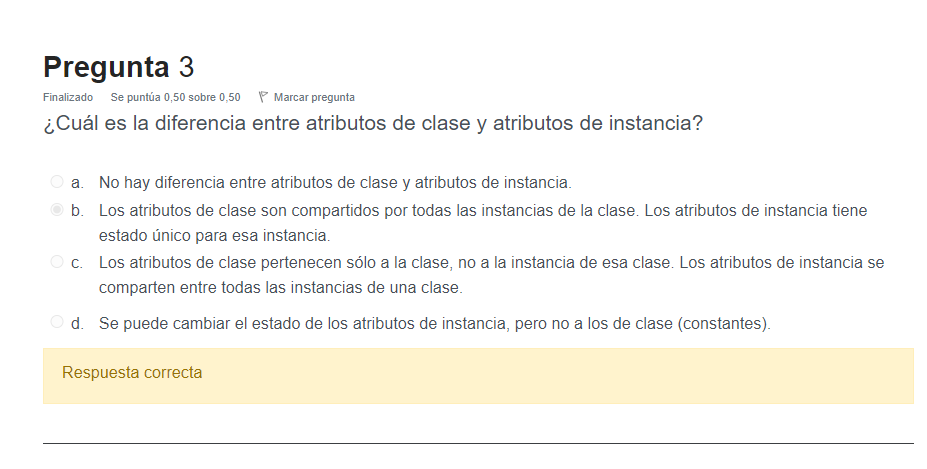 Pregunta 3
Finalizado Se puntúa 0,50 sobre 0,50 Marcar pregunta
¿Cuál es la diferencia entre atributos de clase y atributos de instancia?
a. No hay diferencia entre atributos de clase y atributos de instancia.
b. Los atributos de clase son compartidos por todas las instancias de la clase. Los atributos de instancia tiene
estado único para esa instancia.
c. Los atributos de clase pertenecen sólo a la clase, no a la instancia de esa clase. Los atributos de instancia se
comparten entre todas las instancias de una clase.
d. Se puede cambiar el estado de los atributos de instancia, pero no a los de clase (constantes).
Respuesta correcta